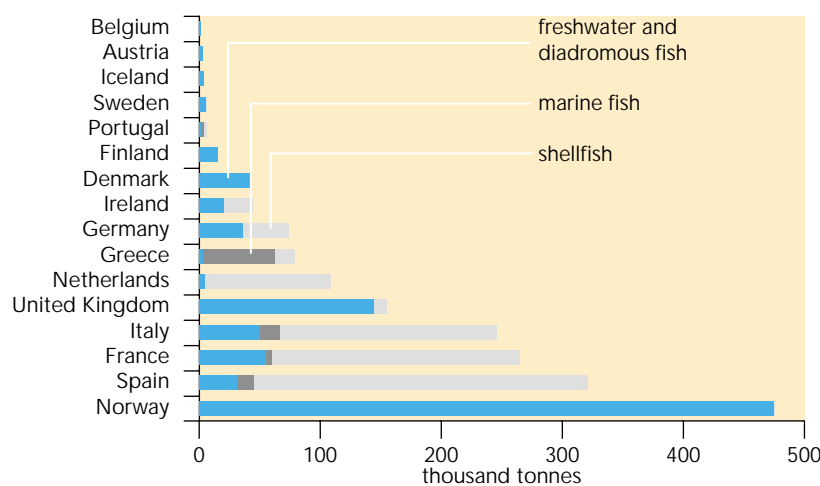 Belgium
Austria
Iceland
Sweden
Portugal
Finland
Denmark
Ireland
Germany
Greece
Netherlands
United Kingdom
Italy
France
Spain
Norway
freshwater and
diadromous fish
marine fish
shellfish
0 100 200 300 400 500
thousand tonnes